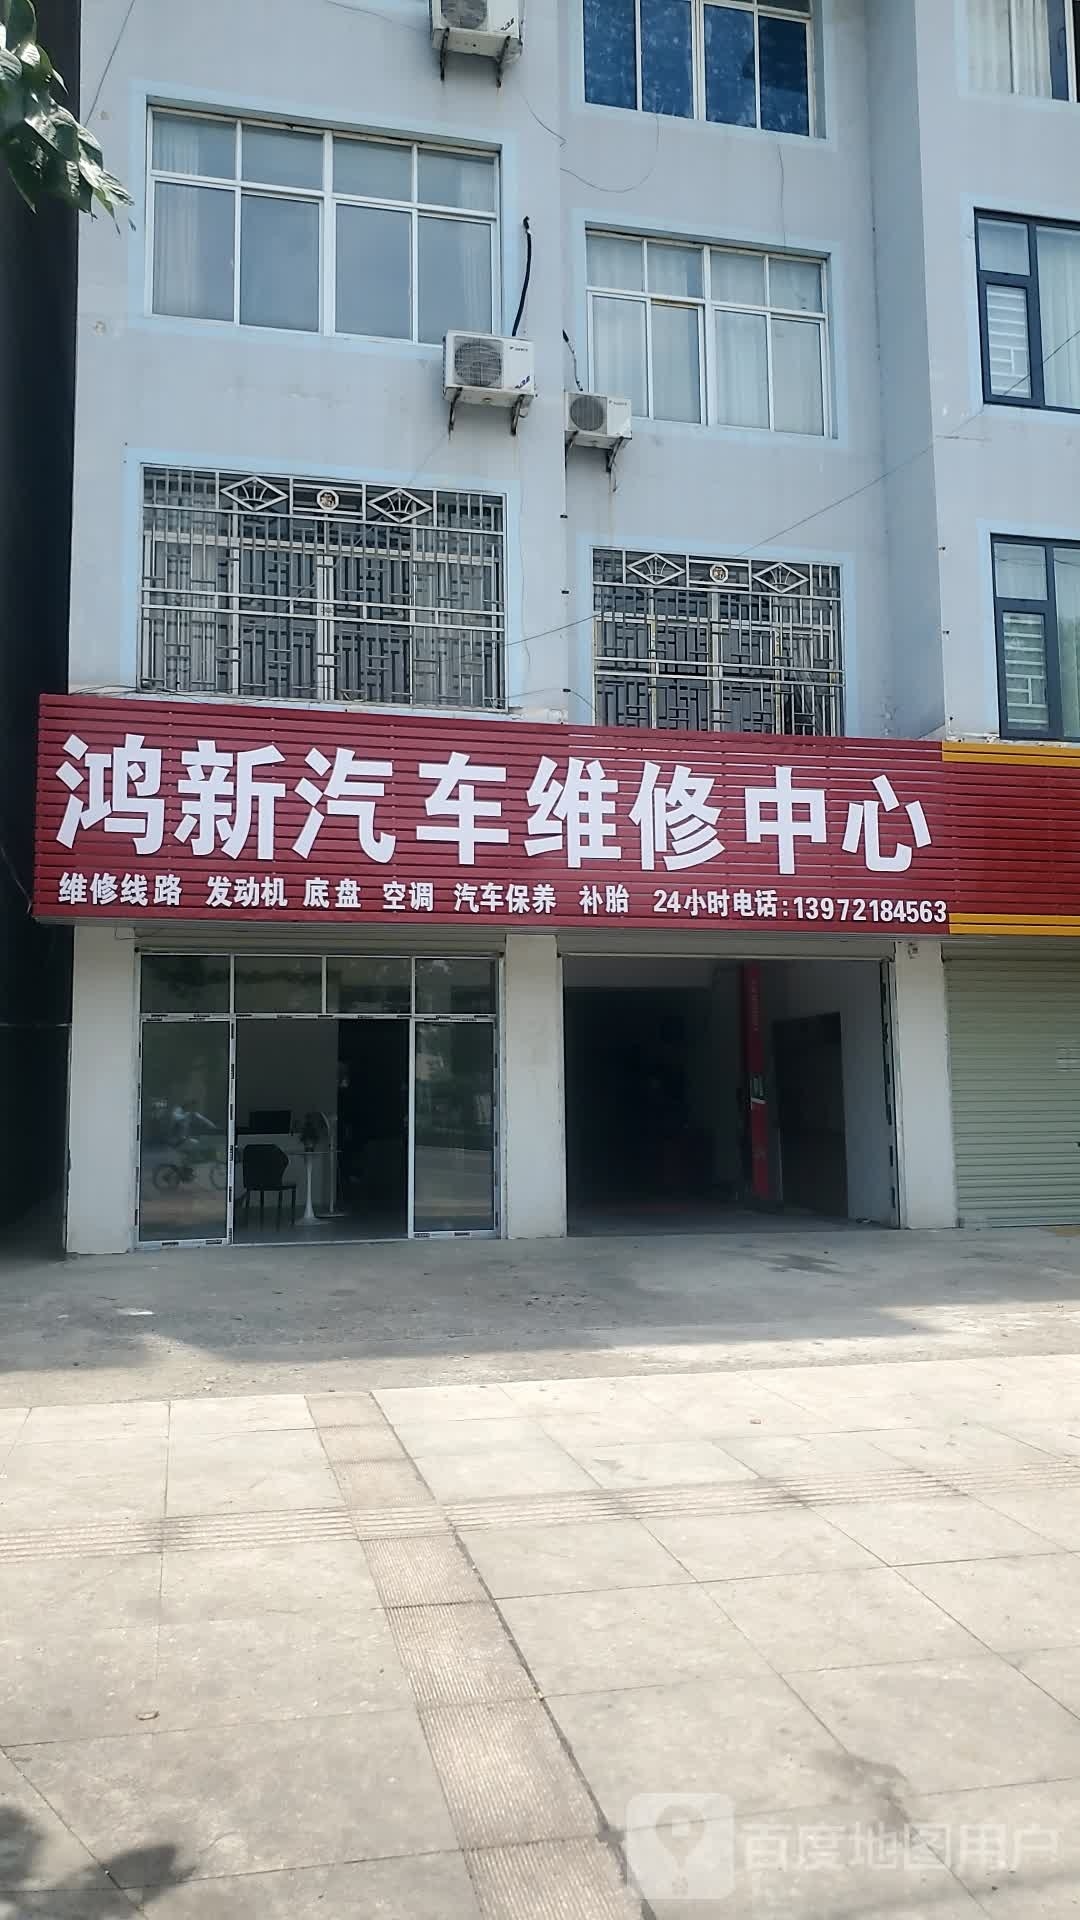 鸿新汽车维修中心
维修线路 发动机 底盘 空调 汽车保养 补胎 24小时电话:13972184563
百度地图用户